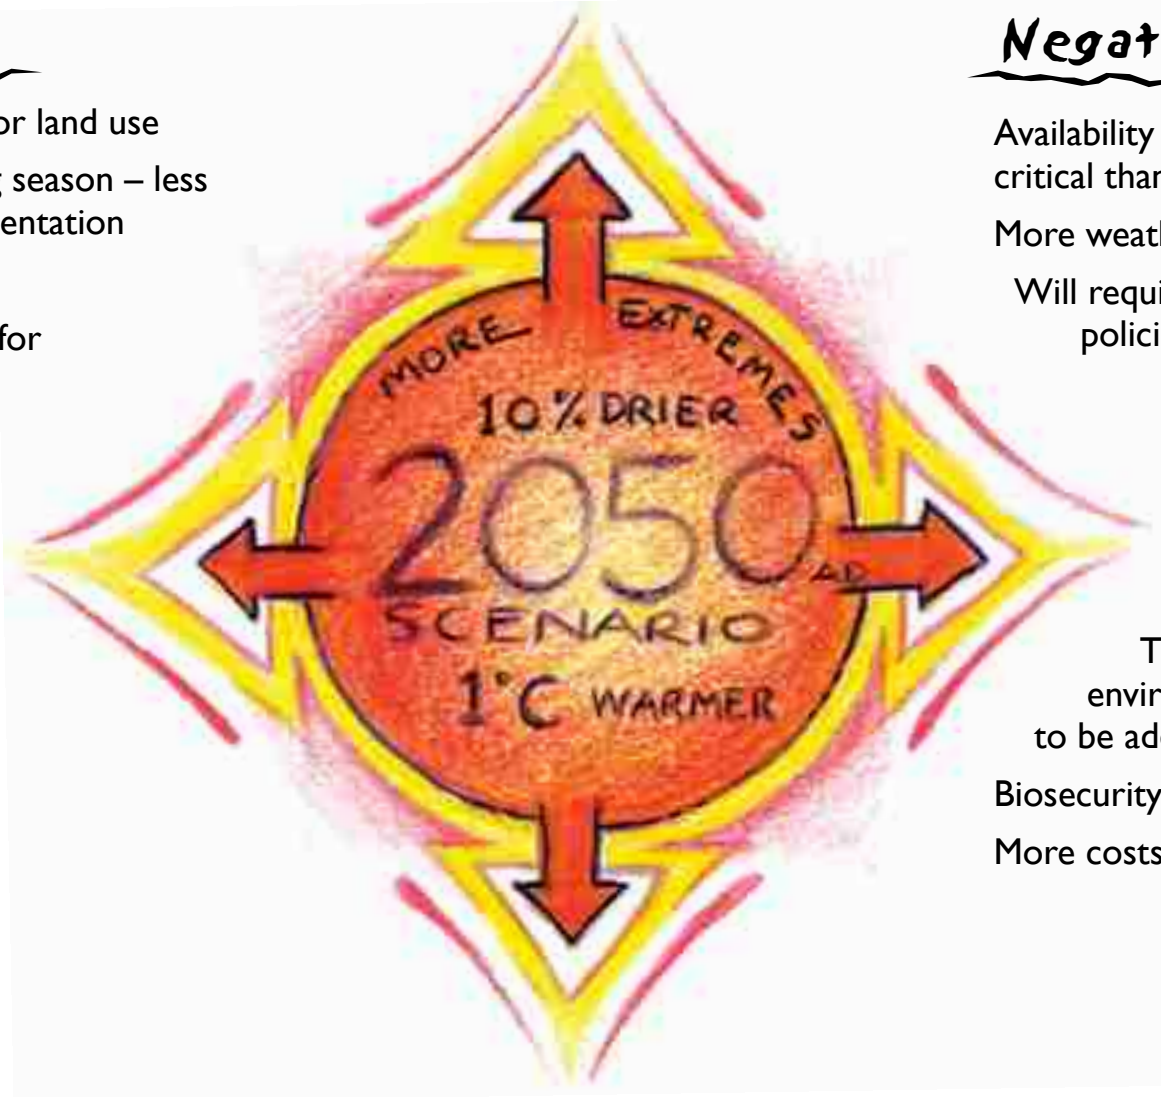 or land use
season – less
entation
for
MORE EXTREMES
10% DRIER
2050 AD
SCENARIO
1°C WARMER
Negat
Availability
critical than
More weat
Will requi
polici
T
envir
to be ad
Biosecurity
More costs